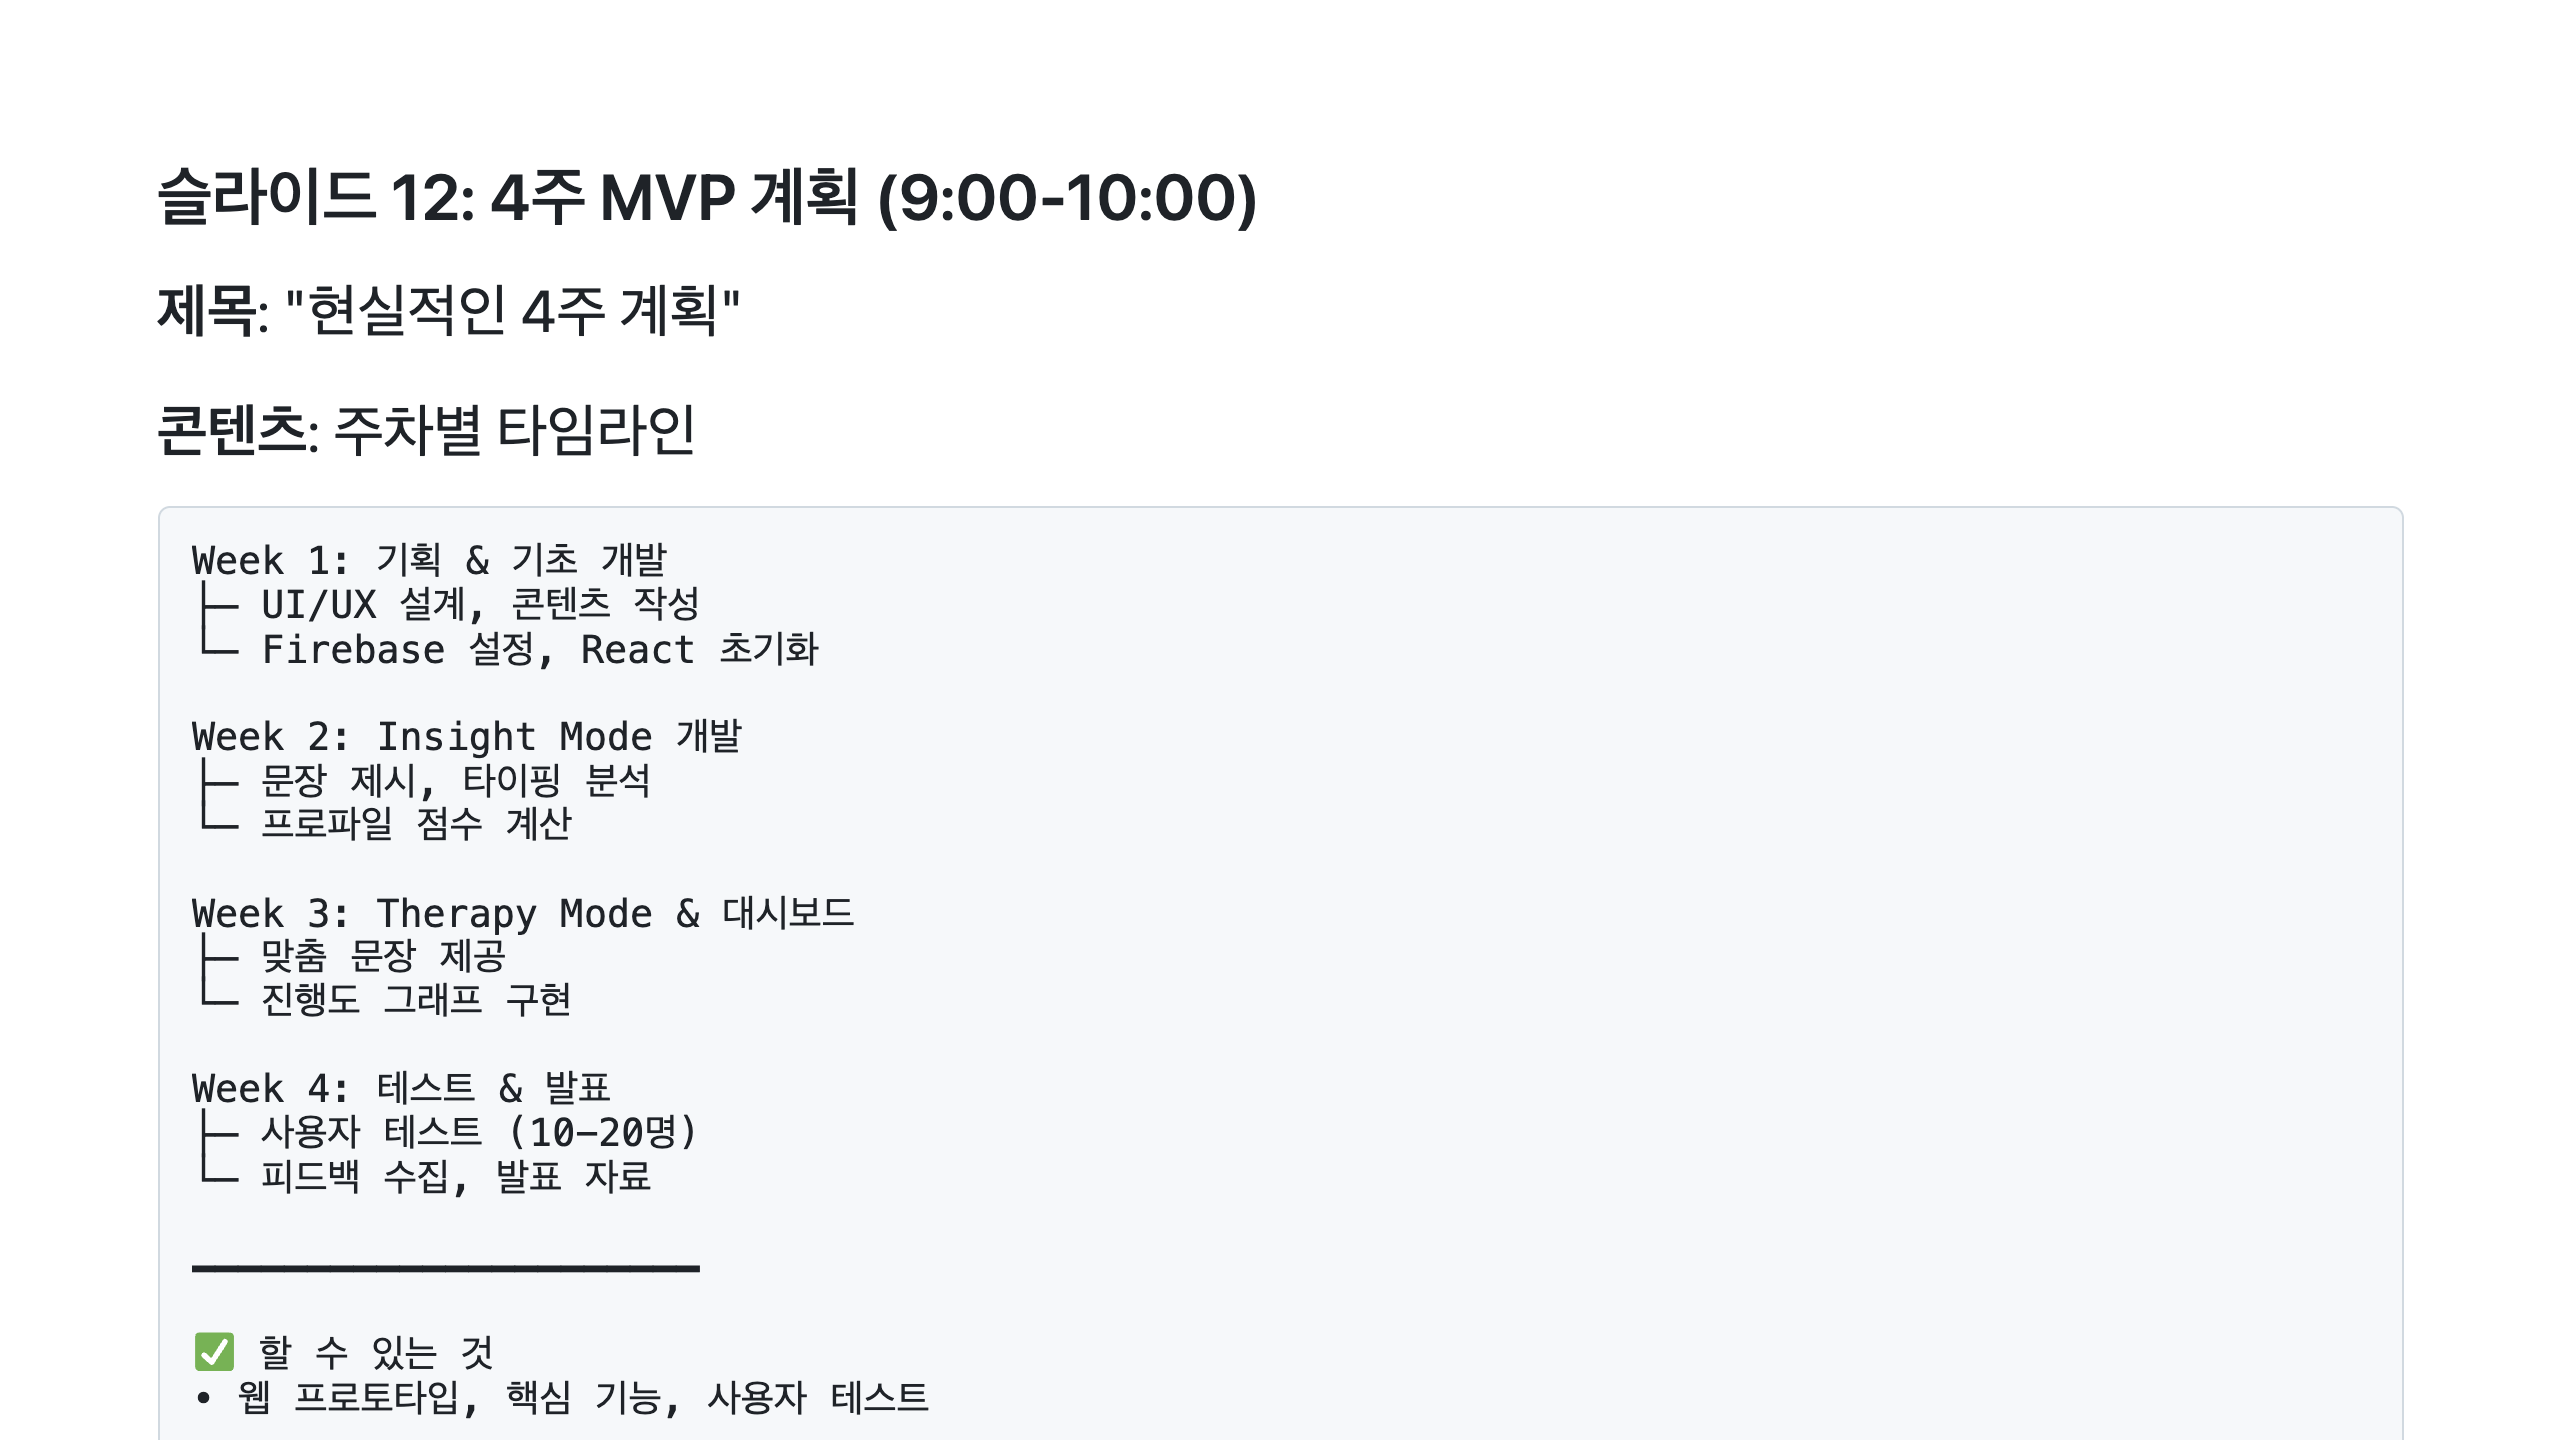 슬라이드 12: 4주 MVP 계획 (9:00-10:00)
제목: "현실적인 4주 계획"
콘텐츠: 주차별 타임라인
Week 1: 기획 & 기초 개발
├─ UI/UX 설계, 콘텐츠 작성
└─ Firebase 설정, React 초기화
Week 2: Insight Mode 개발
├─ 문장 제시, 타이핑 분석
└─ 프로파일 점수 계산
Week 3: Therapy Mode & 대시보드
├─ 맞춤 문장 제공
└─ 진행도 그래프 구현
Week 4: 테스트 & 발표
├─ 사용자 테스트 (10-20명)
└─ 피드백 수집, 발표 자료
━━━━━━━━━━━━━━━━━━━━━━
✅ 할 수 있는 것
• 웹 프로토타입, 핵심 기능, 사용자 테스트